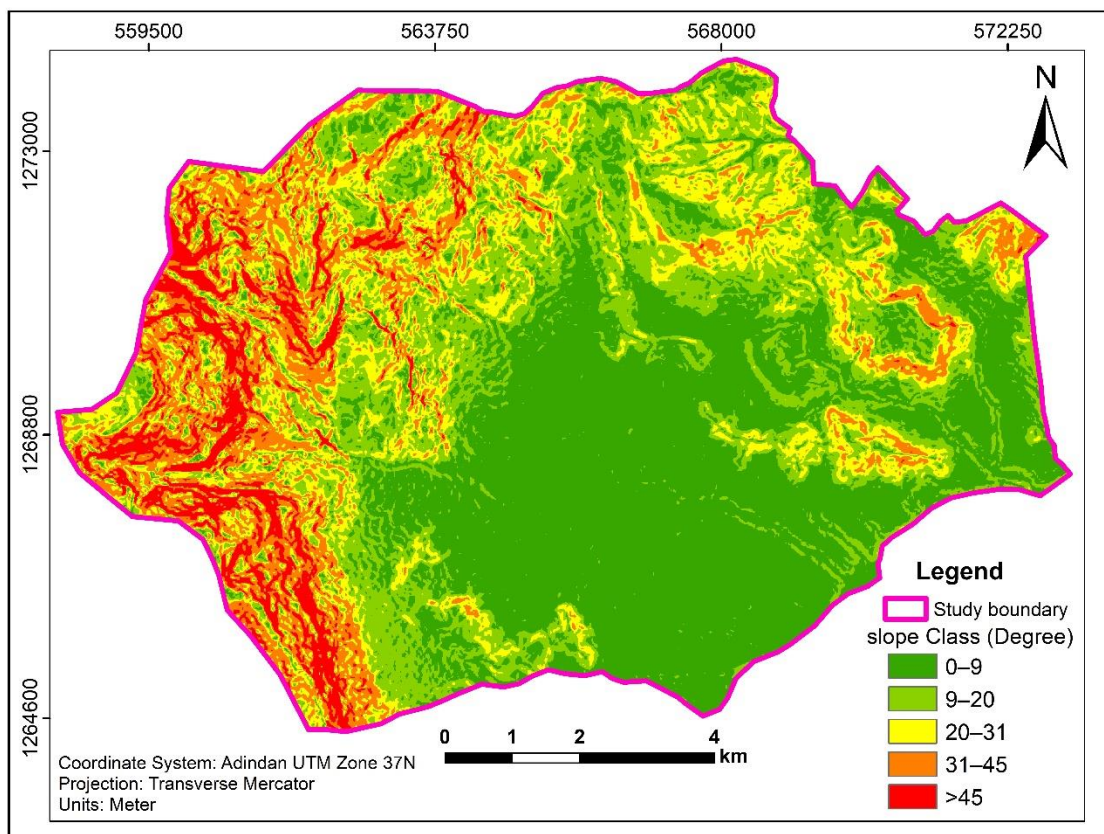 559500 563750 568000 572250
N
1273000
1268800
1264600
Legend
Study boundary
slope Class (Degree)
0–9
9–20
20–31
31–45
>45
0 1 2 4
km
Coordinate System: Adindan UTM Zone 37N
Projection: Transverse Mercator
Units: Meter